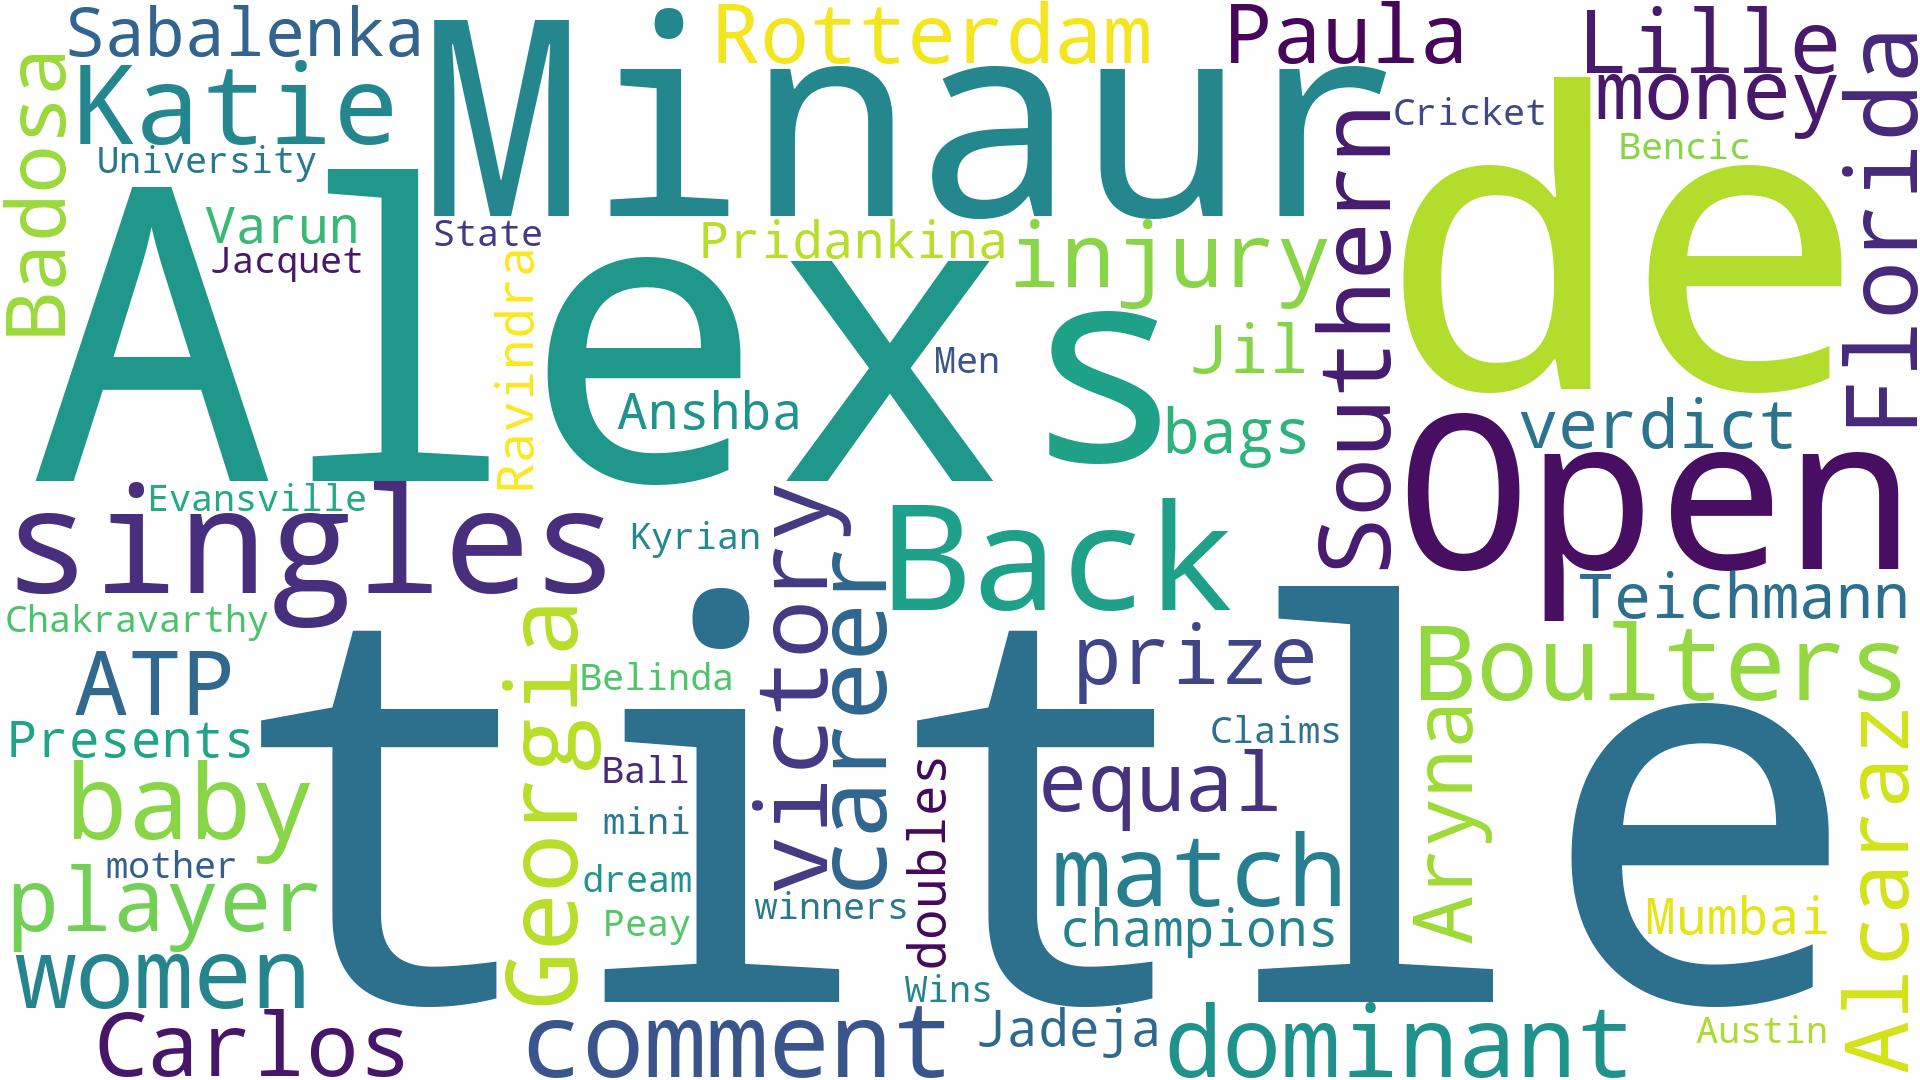 Sabalenka
Minaur
Rotterdam
Paula
Lille
Florida
Badosa
Katie
money
Cricket
Southern
de
Bencic
University
Alexs
Varun
State
Pridankina
injury
Jacquet
Ravindra
Jil
Men
Anshba
bags
verdict
Open
singles
Evansville
victory
Back
Kyrian
career
Teichmann
Chakravarthy
title
Georgia
prize
Boulters
ATP
Belinda
Aryna
Alcaraz
Presents
Claims
Ball
equal
baby
doubles
mini
match
mother
player
dream
winners
champions
Peay
Mumbai
women
Wins
Carlos
comment
Jadeja
dominant
Austin